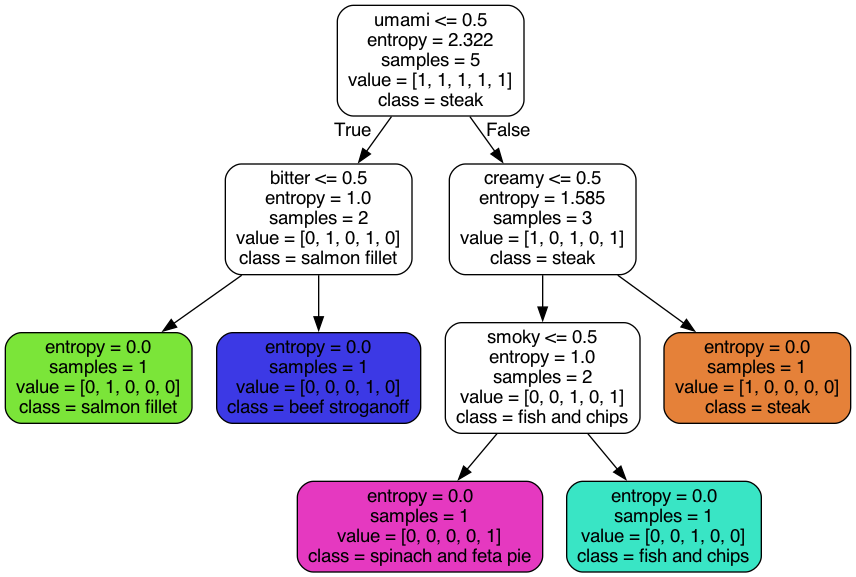 umami <= 0.5
entropy = 2.322
samples = 5
value = [1, 1, 1, 1, 1]
class = steak
True
False
bitter <= 0.5
entropy = 1.0
samples = 2
value = [0, 1, 0, 1, 0]
class = salmon fillet
creamy <= 0.5
entropy = 1.585
samples = 3
value = [1, 0, 1, 0, 1]
class = steak
entropy = 0.0
samples = 1
value = [0, 1, 0, 0, 0]
class = salmon fillet
entropy = 0.0
samples = 1
value = [0, 0, 0, 1, 0]
class = beef stroganoff
smoky <= 0.5
entropy = 1.0
samples = 2
value = [0, 0, 1, 0, 1]
class = fish and chips
entropy = 0.0
samples = 1
value = [1, 0, 0, 0, 0]
class = steak
entropy = 0.0
samples = 1
value = [0, 0, 0, 0, 1]
class = spinach and feta pie
entropy = 0.0
samples = 1
value = [0, 0, 1, 0, 0]
class = fish and chips